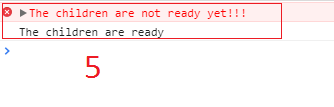 The children are not ready yet!!!
The children are ready
5